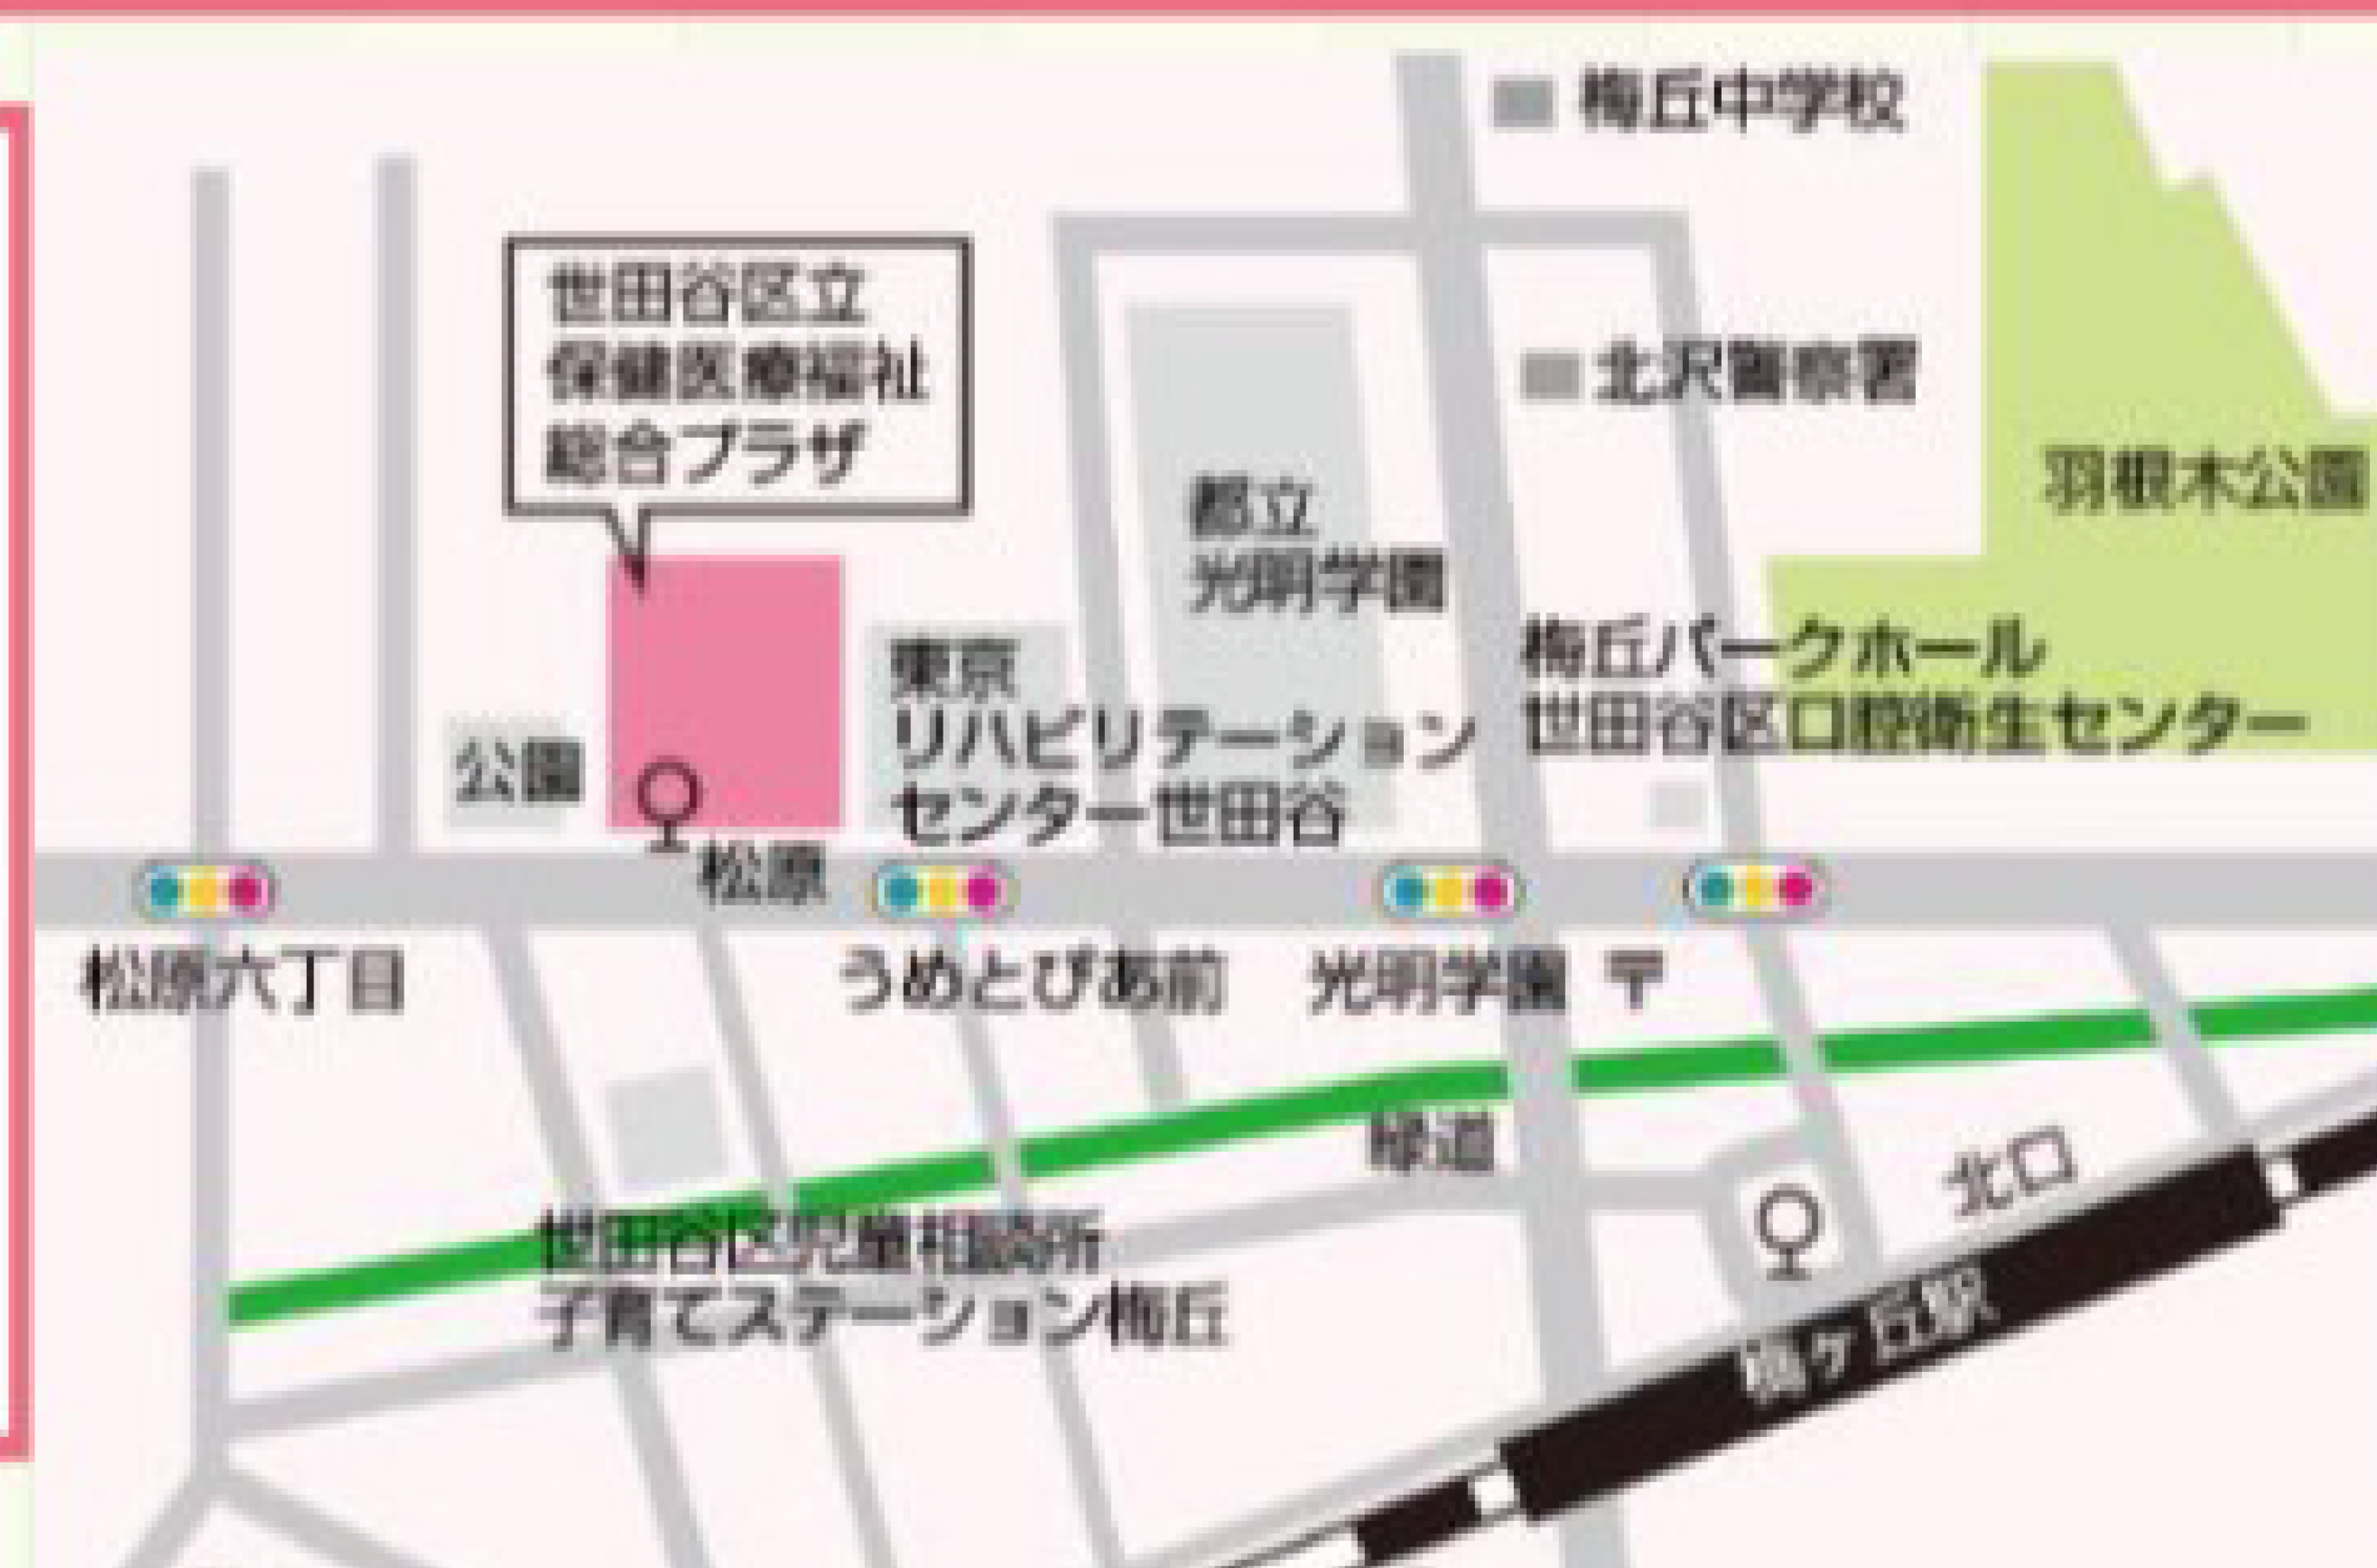 梅丘中学校
世田谷区立
保健医療福祉
総合プラザ
北沢警察署
羽根木公園
都立
光明学園
梅丘パークホール
世田谷区口腔衛生センター
東京
リハビリテーション
センター世田谷
公園
松原
松原六丁目
うめとぴあ前
光明学園
〒
緑道
北口
世田谷区児童相談所
子育てステーション梅丘
梅ヶ丘駅